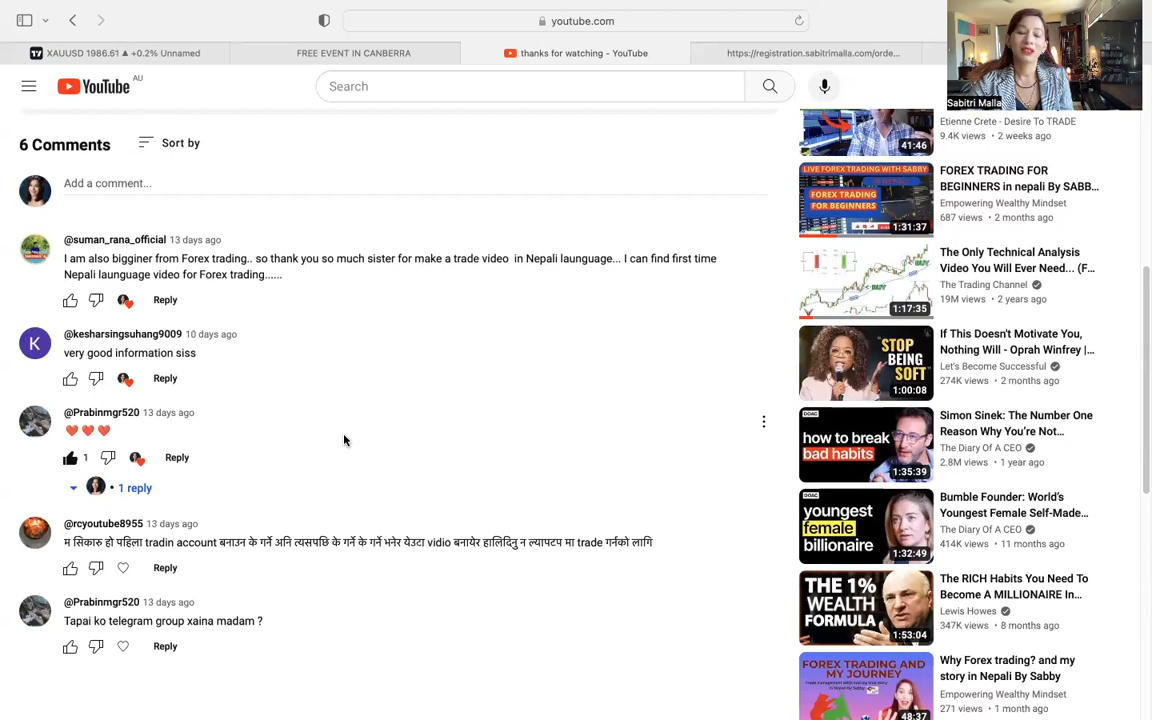 youtube.com
XAUUSD 1986.61 ▲ +0.2% Unnamed
FREE EVENT IN CANBERRA
thanks for watching - YouTube
https://registration.sabitrimalla.com/orde...
Sabitri Malla
YouTube AU
Search
6 Comments
Sort by
Add a comment...
@suman_rana_official 13 days ago
I am also bigginer from Forex trading.. so thank you so much sister for make a trade video in Nepali launguage... I can find first time
Nepali launguage video for Forex trading......
Reply
K
@kesharsingsuhang9009 10 days ago
very good information siss
Reply
@Prabinmgr520 13 days ago
❤️❤️❤️
1
Reply
• 1 reply
@rcyoutube8955 13 days ago
म सिकारु हो पहिला tradin account बनाउन के गर्ने अनि त्यसपछि के गर्ने के गर्ने भनेर येउटा vidio बनायेर हालिदिनु न ल्यापटप मा trade गर्नको लागि
Reply
@Prabinmgr520 13 days ago
Tapai ko telegram group xaina madam ?
Reply
41:46
Etienne Crete - Desire To TRADE
9.4K views • 2 weeks ago
LIVE FOREX TRADING WITH SABBY
FOREX TRADING
FOR BEGINNERS
1:31:37
FOREX TRADING FOR
BEGINNERS in nepali By SABB...
Empowering Wealthy Mindset
687 views • 2 months ago
BUY
1:17:35
The Only Technical Analysis
Video You Will Ever Need... (F...
The Trading Channel
19M views • 2 years ago
STOP
BEING
SOFT
1:00:08
If This Doesn't Motivate You,
Nothing Will - Oprah Winfrey |...
Let's Become Successful
274K views • 2 months ago
DOAC
how to break
bad habits
1:35:39
Simon Sinek: The Number One
Reason Why You're Not...
The Diary Of A CEO
2.8M views • 1 year ago
DOAC
youngest
female
billionaire
1:32:49
Bumble Founder: World's
Youngest Female Self-Made...
The Diary Of A CEO
414K views • 11 months ago
THE 1%
WEALTH
FORMULA
1:53:04
The RICH Habits You Need To
Become A MILLIONAIRE In...
Lewis Howes
347K views • 8 months ago
FOREX TRADING AND
MY JOURNEY
48:37
Why Forex trading? and my
story in Nepali By Sabby
Empowering Wealthy Mindset
271 views • 1 month ago